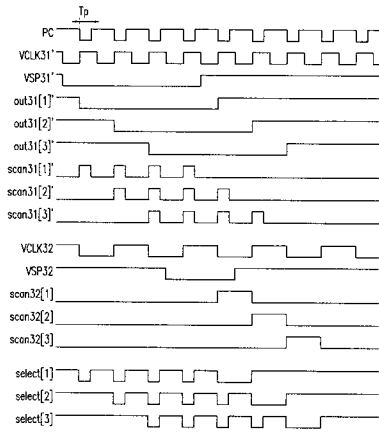 Tp
PC
VCLK31'
VSP31'
out31[1]'
out31[2]'
out31[3]'
scan31[1]'
scan31[2]'
scan31[3]'
VCLK32
VSP32
scan32[1]
scan32[2]
scan32[3]
select[1]
select[2]
select[3]